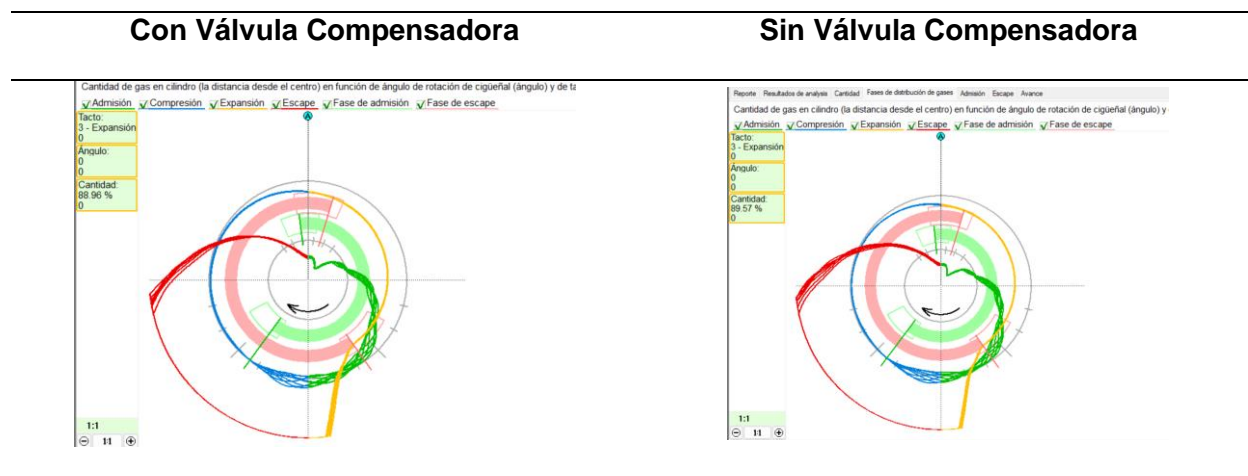 Con Válvula Compensadora
Sin Válvula Compensadora
Cantidad de gas en cilindro (la distancia desde el centro) en función de ángulo de rotación de cigüeñal (ángulo) y de ta
Admisión Compresión Expansión Escape Fase de admisión Fase de escape
Tacto:
3 - Expansión
0
Ángulo:
0
0
Cantidad:
88.96 %
0
A
1:1
1:1
Reporte Resultados de analysis Cantidad Fases de distribución de gases Admisión Escape Avance
Cantidad de gas en cilindro (la distancia desde el centro) en función de ángulo de rotación de cigüeñal (ángulo) y
Admisión Compresión Expansión Escape Fase de admisión Fase de escape
Tacto:
3 - Expansión
0
Ángulo:
0
0
Cantidad:
89.57 %
0
A
1:1
1:1